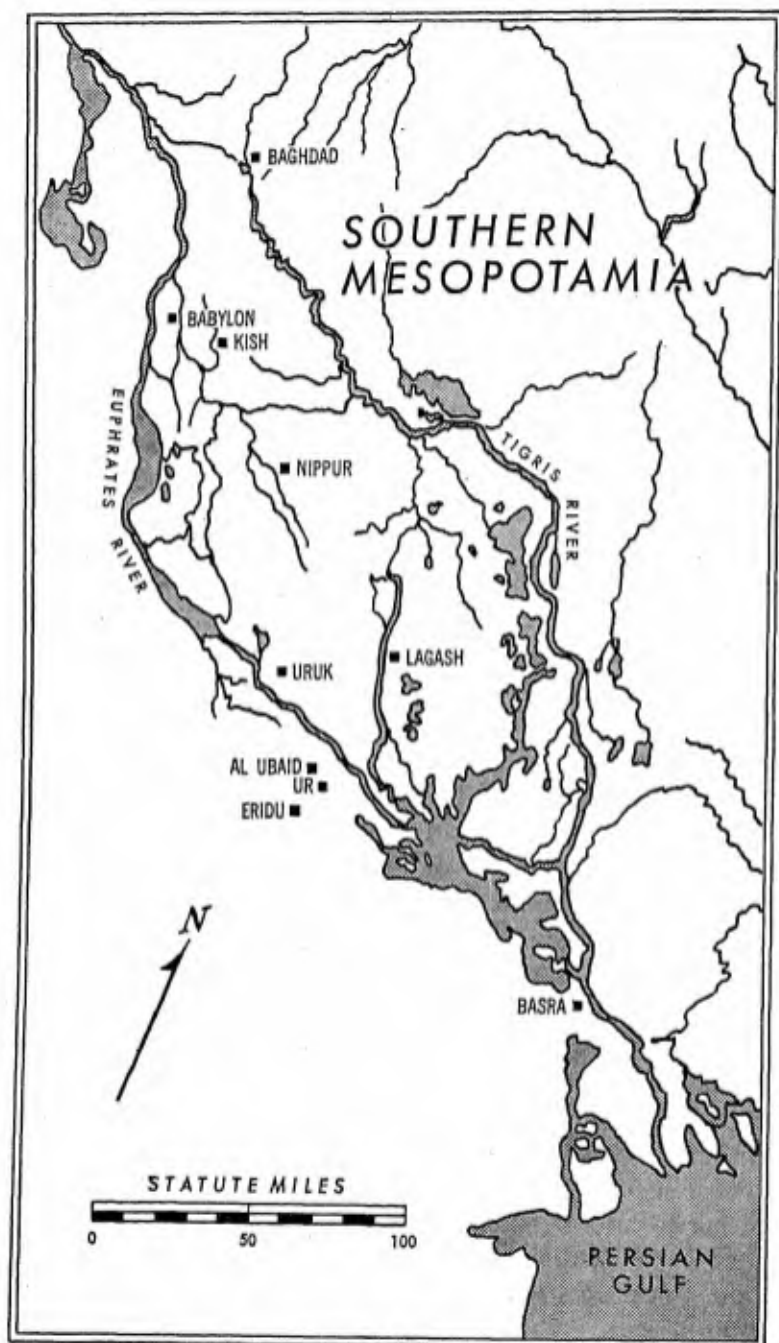 BAGHDAD
SOUTHERN
MESOPOTAMIA
BABYLON
KISH
EUPHRATES
RIVER
TIGRIS
RIVER
NIPPUR
URUK
LAGASH
AL UBAID
UR
ERIDU
N
BASRA
STATUTE MILES
0 50 100
PERSIAN
GULF